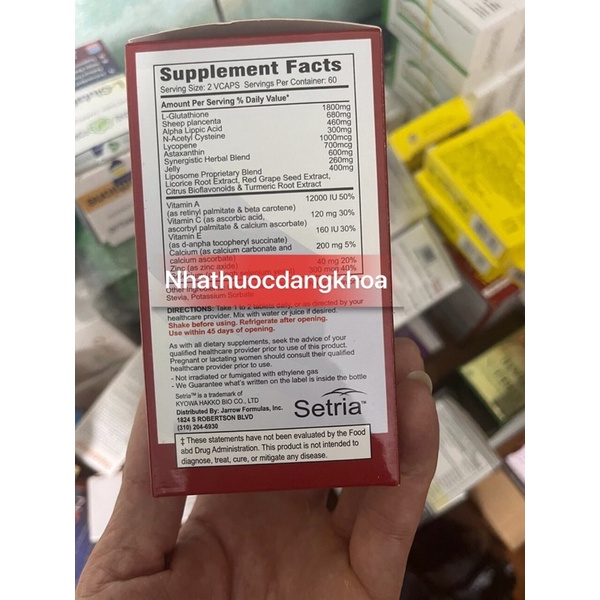 Supplement Facts
Serving Size: 2 VCAPS Servings Per Container: 60
Amount Per Serving % Daily Value*
L-Glutathione 1800mg
Sheep plancenta 680mg
Alpha Lippic Acid 460mg
N-Acetyl Cysteine 300mg
Lycopene 1000mcg
Astaxanthin 700mcg
Synergistic Herbal Blend 600mg
Jelly 260mg
Liposome Proprietary Blend 400mg
Licorice Root Extract, Red Grape Seed Extract,
Citrus Bioflavonoids & Turmeric Root Extract
Vitamin A 12000 IU 50%
(as retinyl palmitate & beta carotene)
Vitamin C (as ascorbic acid, 120 mg 30%
ascorbyl palmitate & calcium ascorbate)
Vitamin E 160 IU 30%
(as d-anpha tocopheryl succinate)
Calcium (as calcium carbonate and 200 mg 5%
calcium ascorbate)
Zinc (as zinc oxide) 40 mg 20%
300 mcg 40%
Nhathuocdangkhoa
Other
Stevia, Potassium Sorbate
DIRECTIONS: Take 1 to 2 tablets daily, or as directed by your
healthcare provider. Mix with water or juice if desired.
Shake before using. Refrigerate after opening.
Use within 45 days of opening.
As with all dietary supplements, seek the advice of your
qualified healthcare provider prior to use of this product.
Pregnant or lactating women should consult their qualified
healthcare provider prior to use.
- Not irradiated or fumigated with ethylene gas
- We Guarantee what's written on the label is inside the bottle
Setria™ is a trademark of
KYOWA HAKKO BIO CO., LTD
Distributed By: Jarrow Formulas, Inc.
1824 S ROBERTSON BLVD
(310) 204-6930
Setria™
‡ These statements have not been evaluated by the Food
abd Drug Administration. This product is not intended to
diagnose, treat, cure, or mitigate any disease.